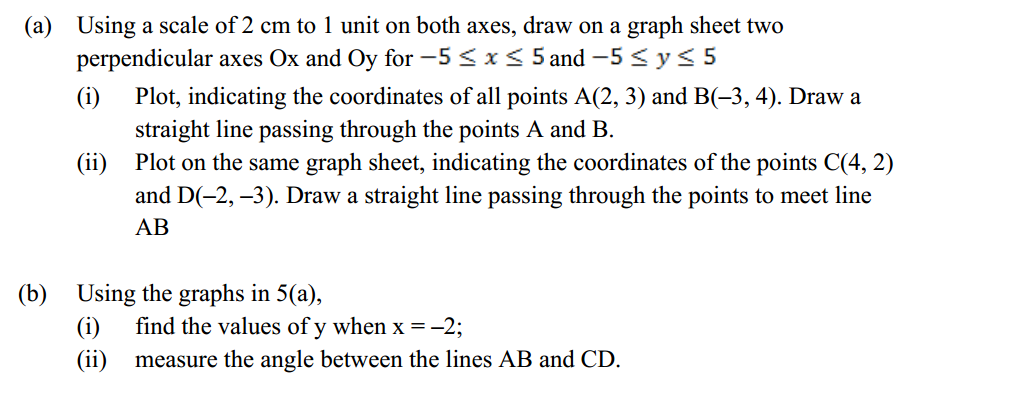 (a) Using a scale of 2 cm to 1 unit on both axes, draw on a graph sheet two
perpendicular axes Ox and Oy for −5 ≤ x ≤ 5 and −5 ≤ y ≤ 5
(i) Plot, indicating the coordinates of all points A(2, 3) and B(–3, 4). Draw a
straight line passing through the points A and B.
(ii) Plot on the same graph sheet, indicating the coordinates of the points C(4, 2)
and D(–2, –3). Draw a straight line passing through the points to meet line
AB
(b) Using the graphs in 5(a),
(i) find the values of y when x = –2;
(ii) measure the angle between the lines AB and CD.